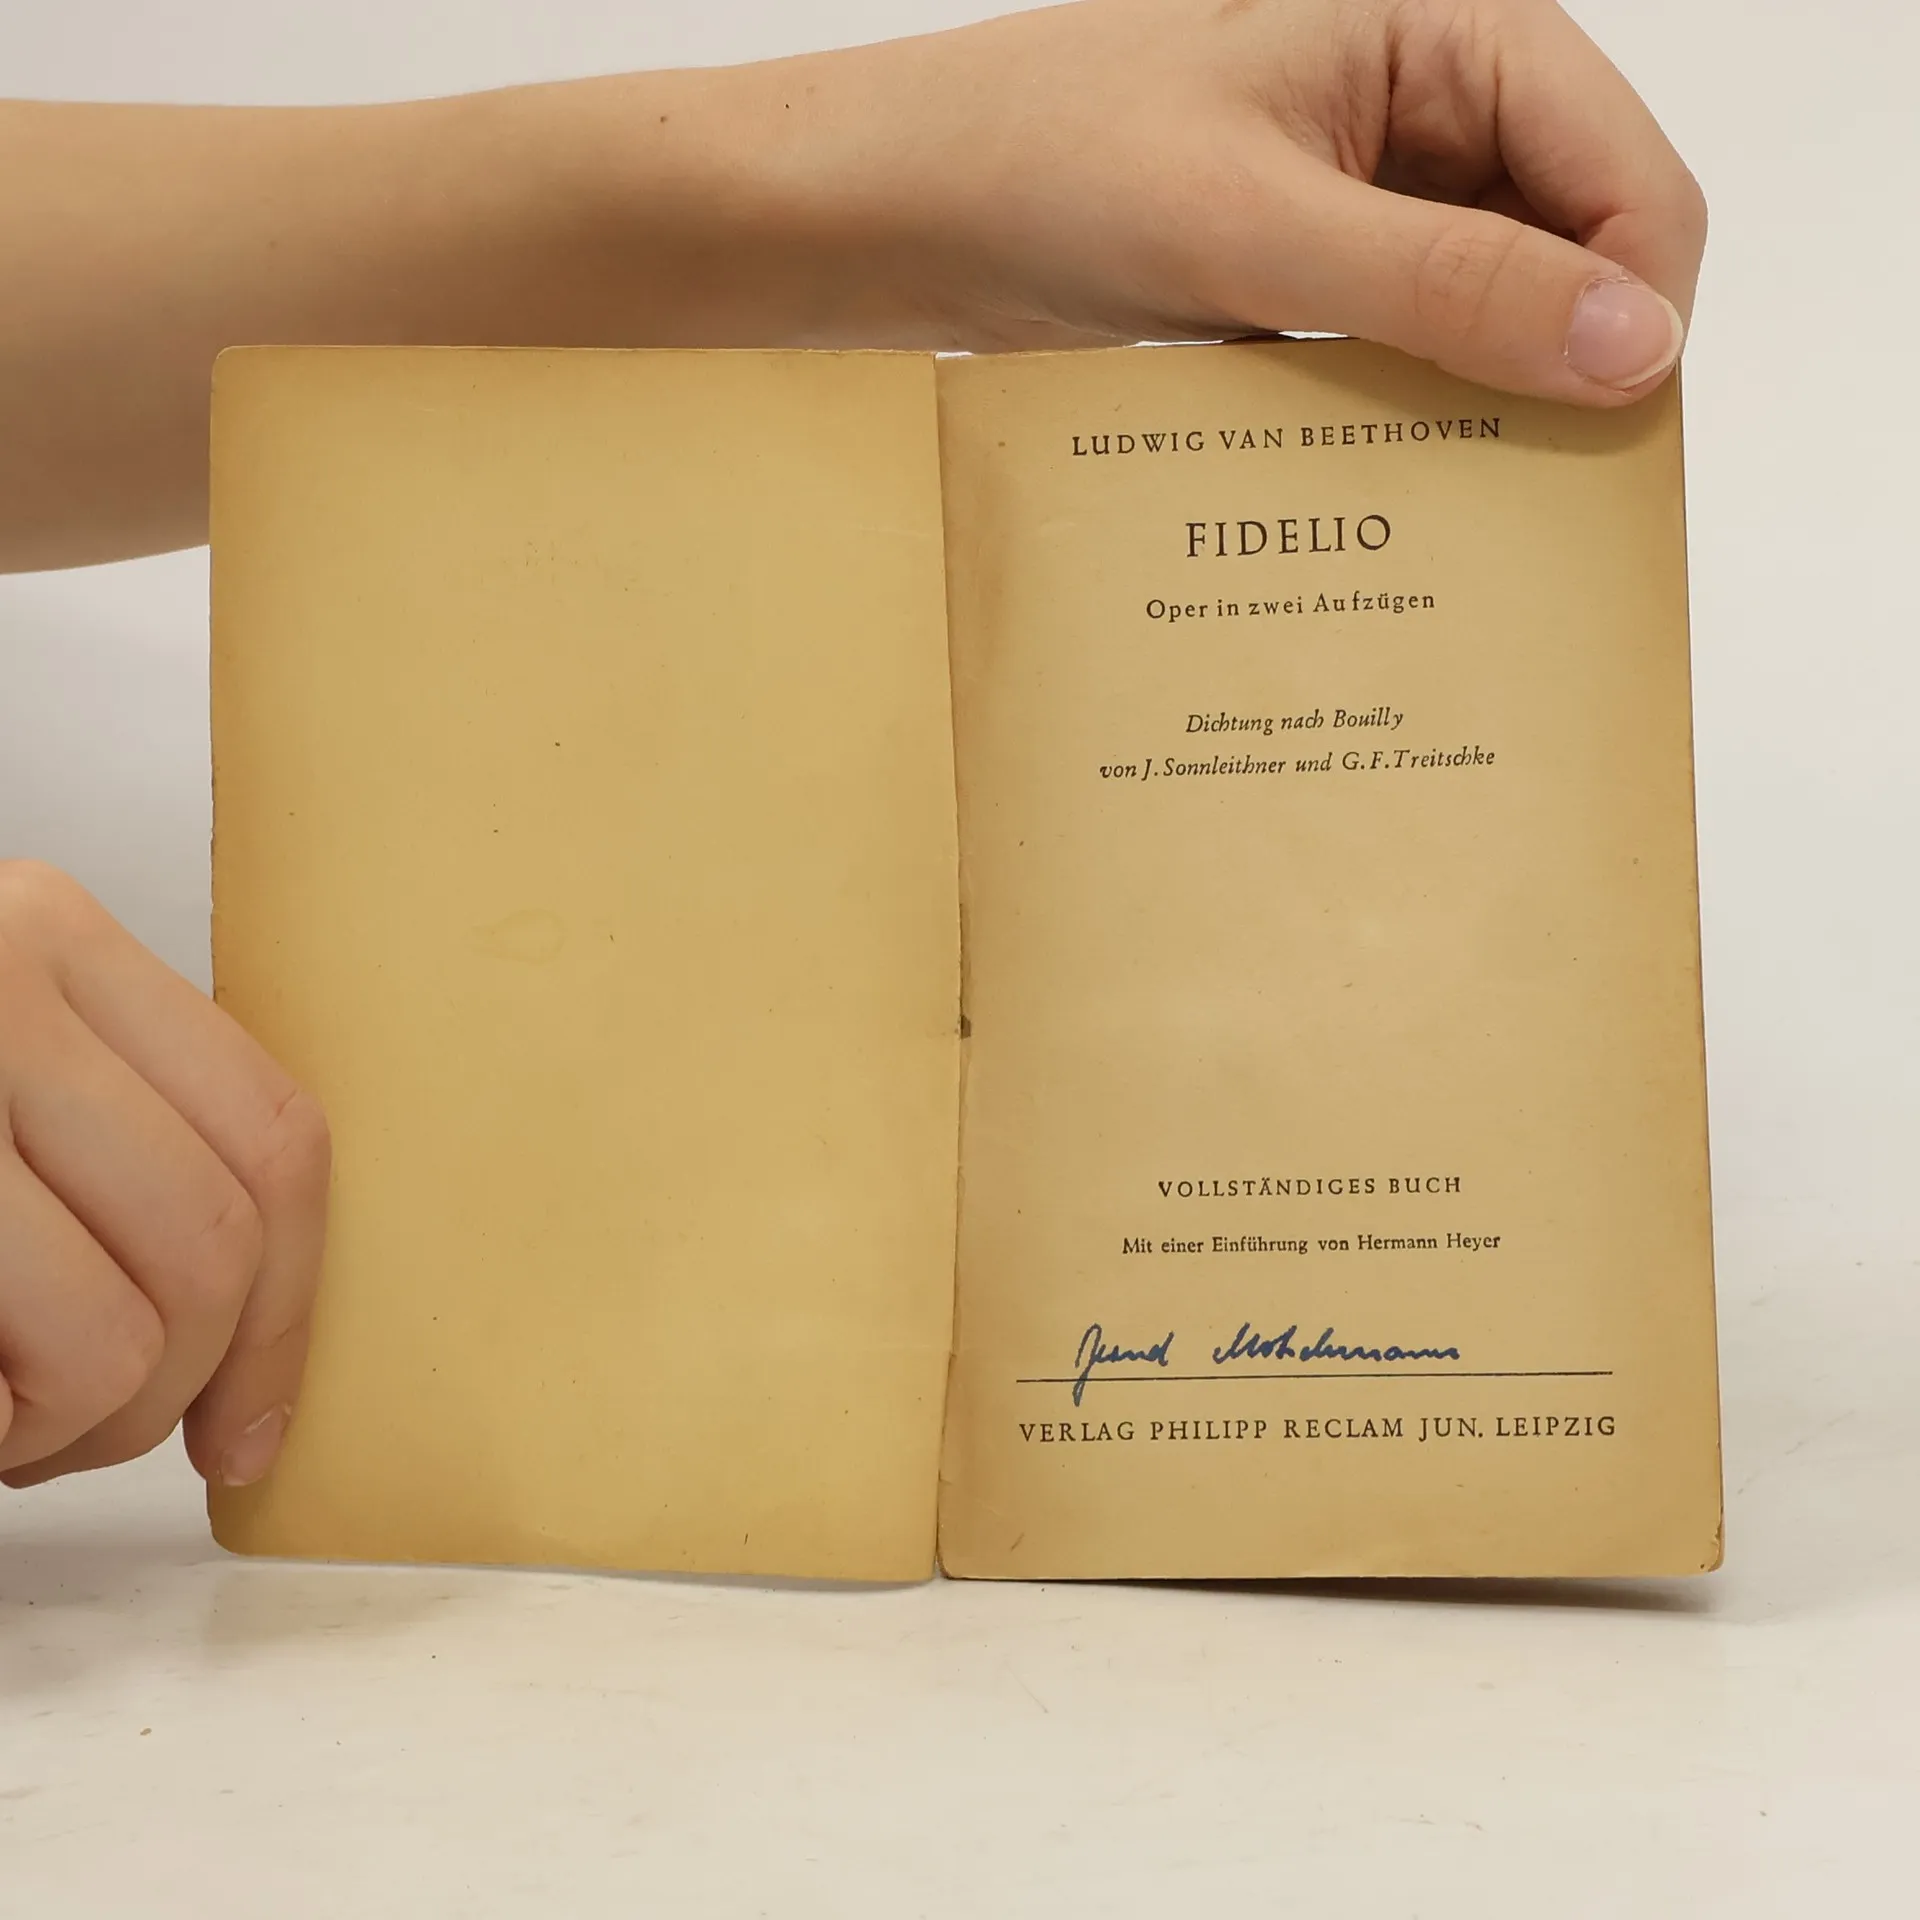 LUDWIG VAN BEETHOVEN
FIDELIO
Oper in zwei Aufzügen
Dichtung nach Bouilly
von J. Sonnleithner und G. F. Treitschke
VOLLSTÄNDIGES BUCH
Mit einer Einführung von Hermann Heyer
VERLAG PHILIPP RECLAM JUN. LEIPZIG